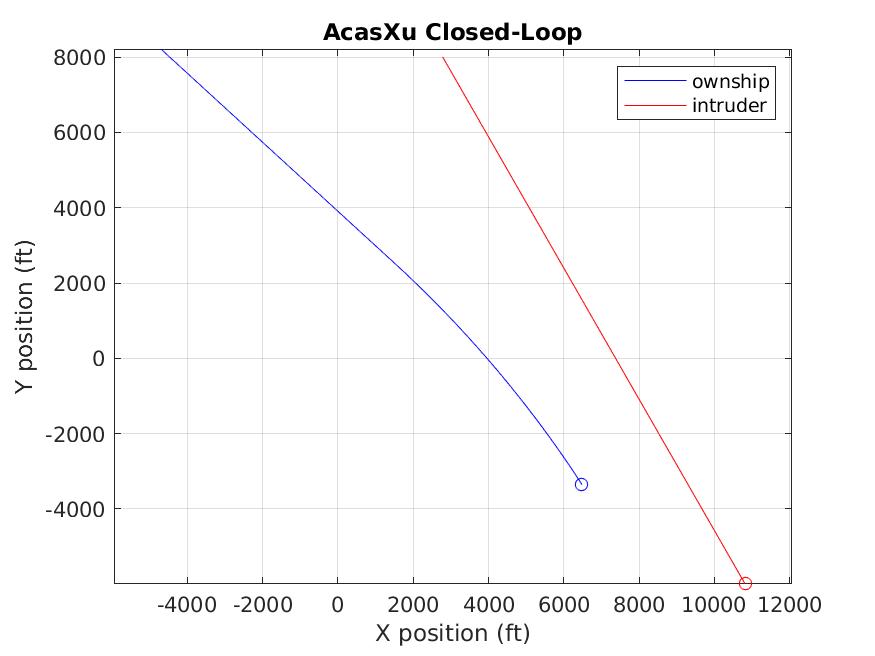 AcasXu Closed-Loop
ownship
intruder
8000
6000
4000
2000
0
-2000
-4000
Y position (ft)
-4000 -2000 0 2000 4000 6000 8000 10000 12000
X position (ft)